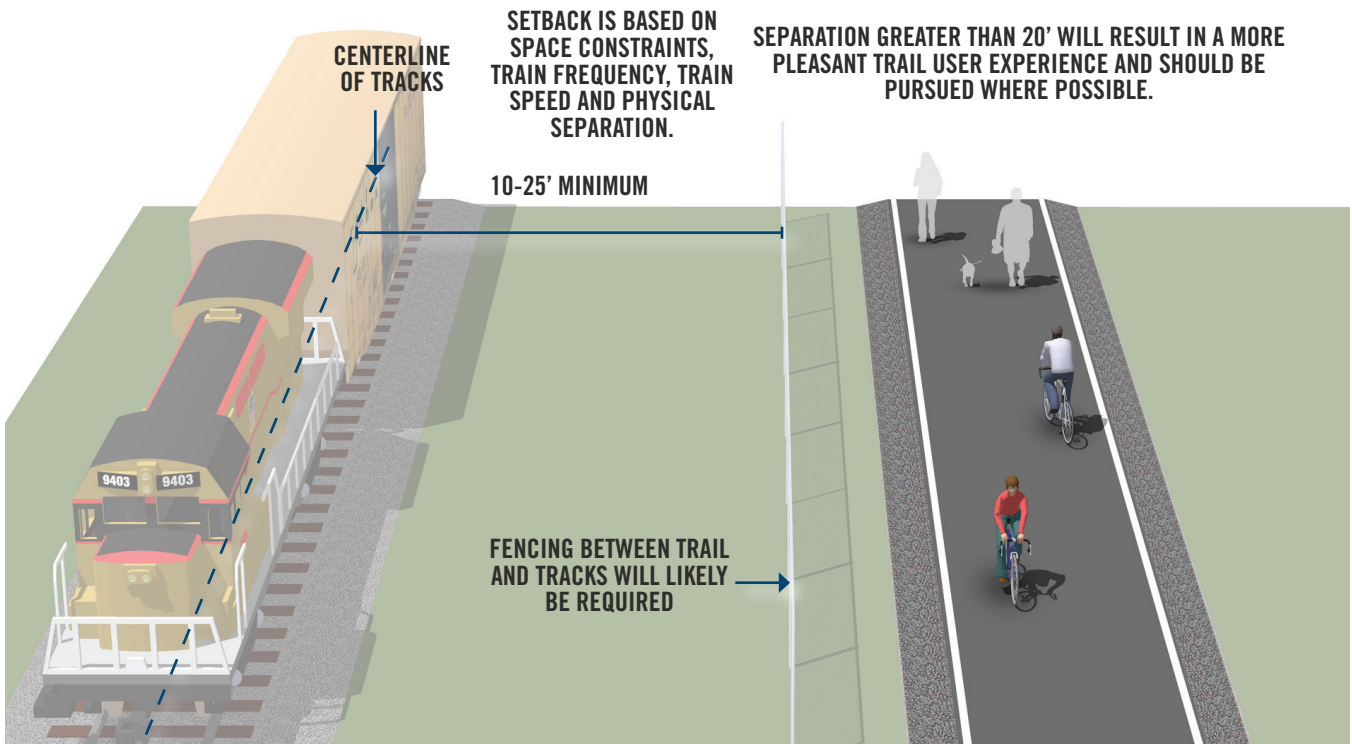 SETBACK IS BASED ON
SPACE CONSTRAINTS,
TRAIN FREQUENCY, TRAIN
SPEED AND PHYSICAL
SEPARATION.
SEPARATION GREATER THAN 20’ WILL RESULT IN A MORE
PLEASANT TRAIL USER EXPERIENCE AND SHOULD BE
PURSUED WHERE POSSIBLE.
CENTERLINE
OF TRACKS
10-25’ MINIMUM
9403 9403
FENCING BETWEEN TRAIL
AND TRACKS WILL LIKELY
BE REQUIRED